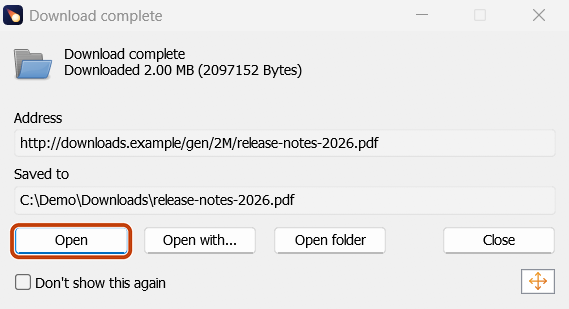 Download complete
Download complete
Downloaded 2.00 MB (2097152 Bytes)
Address
http://downloads.example/gen/2M/release-notes-2026.pdf
Saved to
C:\Demo\Downloads\release-notes-2026.pdf
Open
Open with...
Open folder
Close
Don't show this again